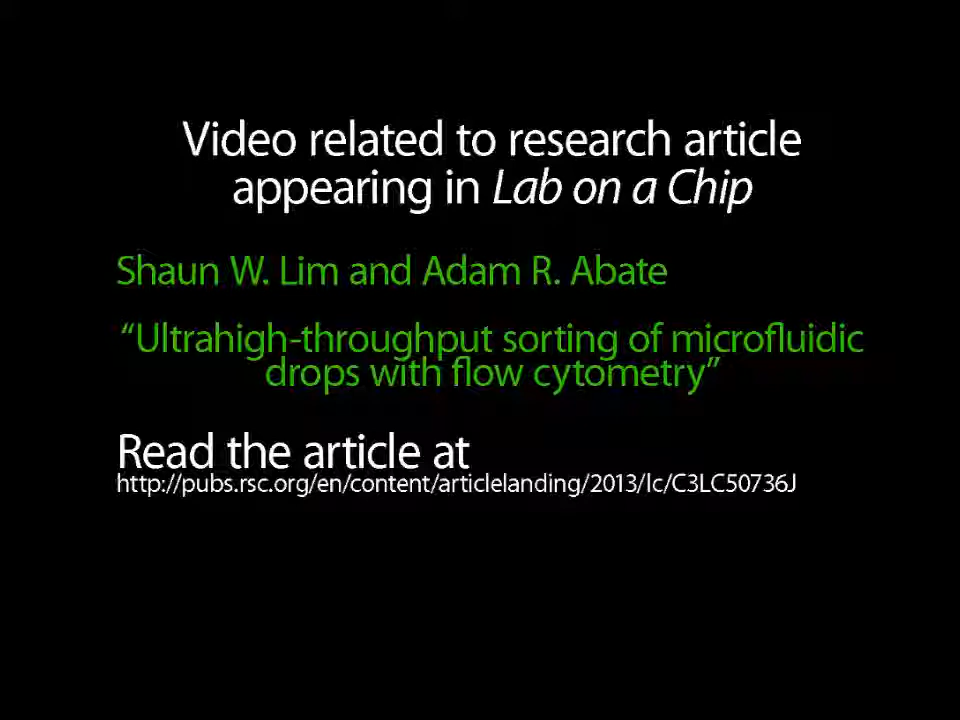 Video related to research article
appearing in Lab on a Chip
Shaun W. Lim and Adam R. Abate
“Ultrahigh-throughput sorting of microfluidic
drops with flow cytometry”
Read the article at
http://pubs.rsc.org/en/content/articlelanding/2013/lc/C3LC50736J